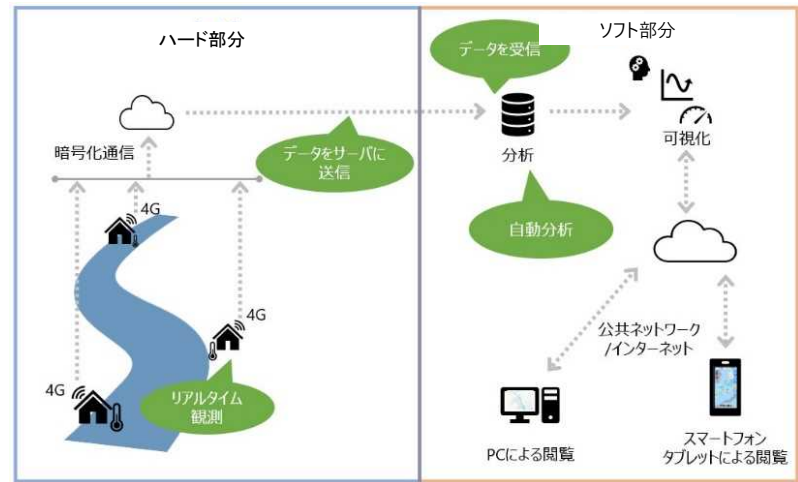 ハード部分
ソフト部分
データを受信
暗号化通信
データをサーバに
送信
分析
可視化
4G
自動分析
4G
公共ネットワーク
/インターネット
4G
リアルタイム
観測
PCによる閲覧
スマートフォン
タブレットによる閲覧